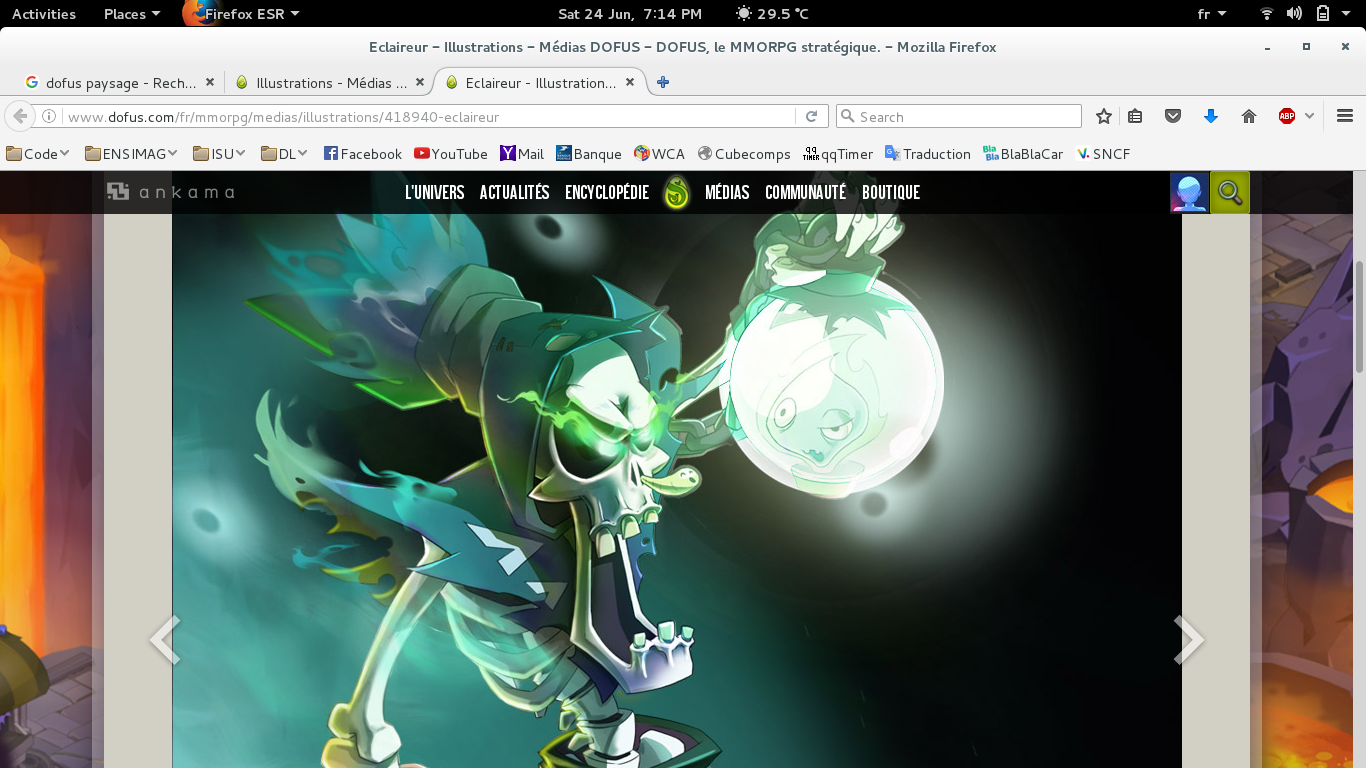 Activities Places Firefox ESR Sat 24 Jun, 7:14 PM 29.5 °C fr
Eclaireur – Illustrations – Médias DOFUS – DOFUS, le MMORPG stratégique. – Mozilla Firefox
dofus paysage - Rech... Illustrations - Médias ... Eclaireur - Illustration...
www.dofus.com/fr/mmorpg/medias/illustrations/418940-eclaireur Search ABP
Code ENSIMAG ISU DL Facebook YouTube Mail Banque WCA Cubecomps qqTimer Traduction BlaBlaCar SNCF
ankama L'UNIVERS ACTUALITÉS ENCYCLOPÉDIE MÉDIAS COMMUNAUTÉ BOUTIQUE